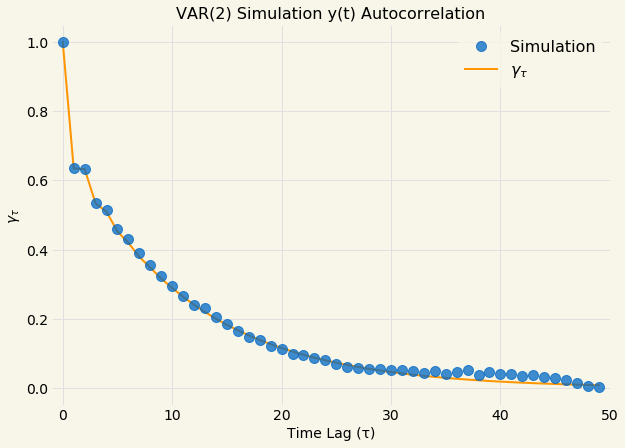 VAR(2) Simulation y(t) Autocorrelation
Simulation
γτ
1.0
0.8
0.6
0.4
0.2
0.0
γτ
0
10
20
30
40
50
Time Lag (τ)